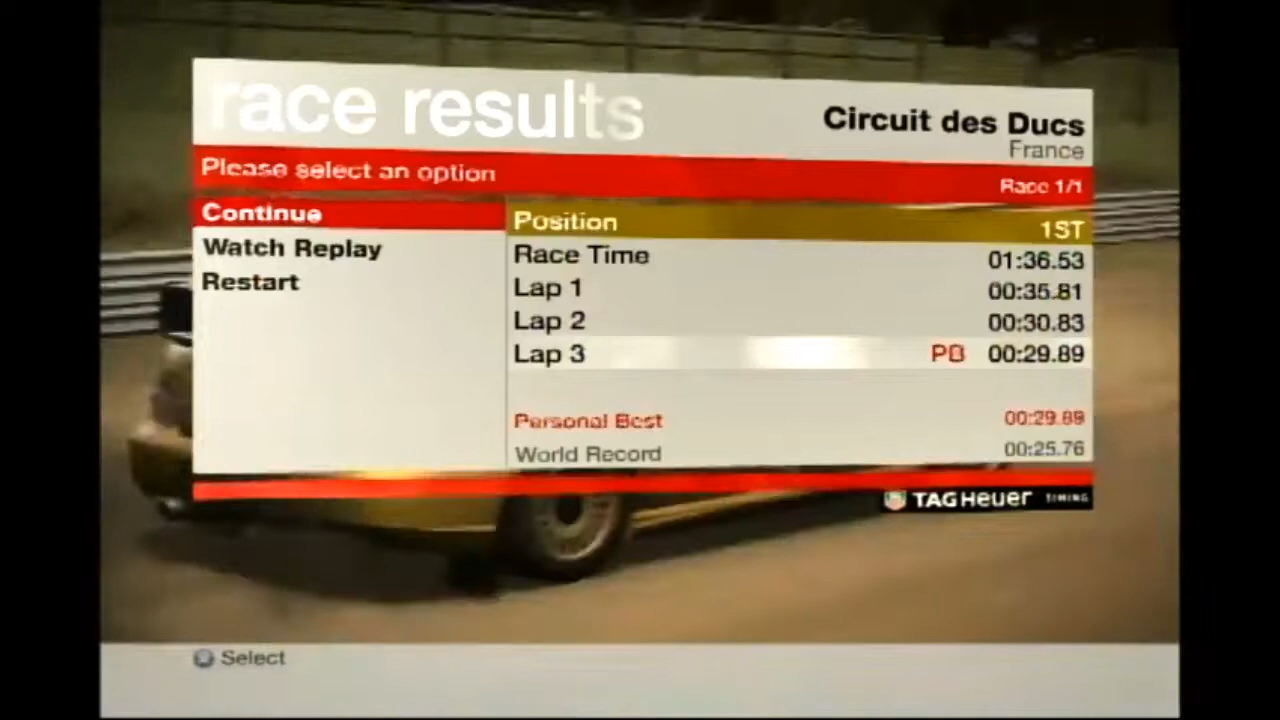 race results
Circuit des Ducs
France
Please select an option
Race 1/1
Continue
Watch Replay
Restart
Position 1ST
Race Time 01:36.53
Lap 1 00:35.81
Lap 2 00:30.83
Lap 3 PB 00:29.89
Personal Best 00:29.89
World Record 00:25.76
TAGHeuer TIMING
Select